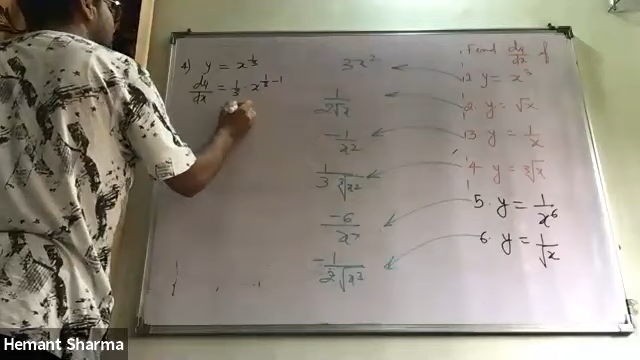 4) y = x^{1/3}
dy/dx = 1/3 · x^{1/3 - 1}
3x²
1/(2√x)
-1/x²
1/(3 ∛x²)
-6/x⁷
-1/(2√x³)
Find dy/dx of
1. y = x³
2. y = √x
3. y = 1/x
4. y = ∛x
5. y = 1/x⁶
6. y = 1/√x
Hemant Sharma